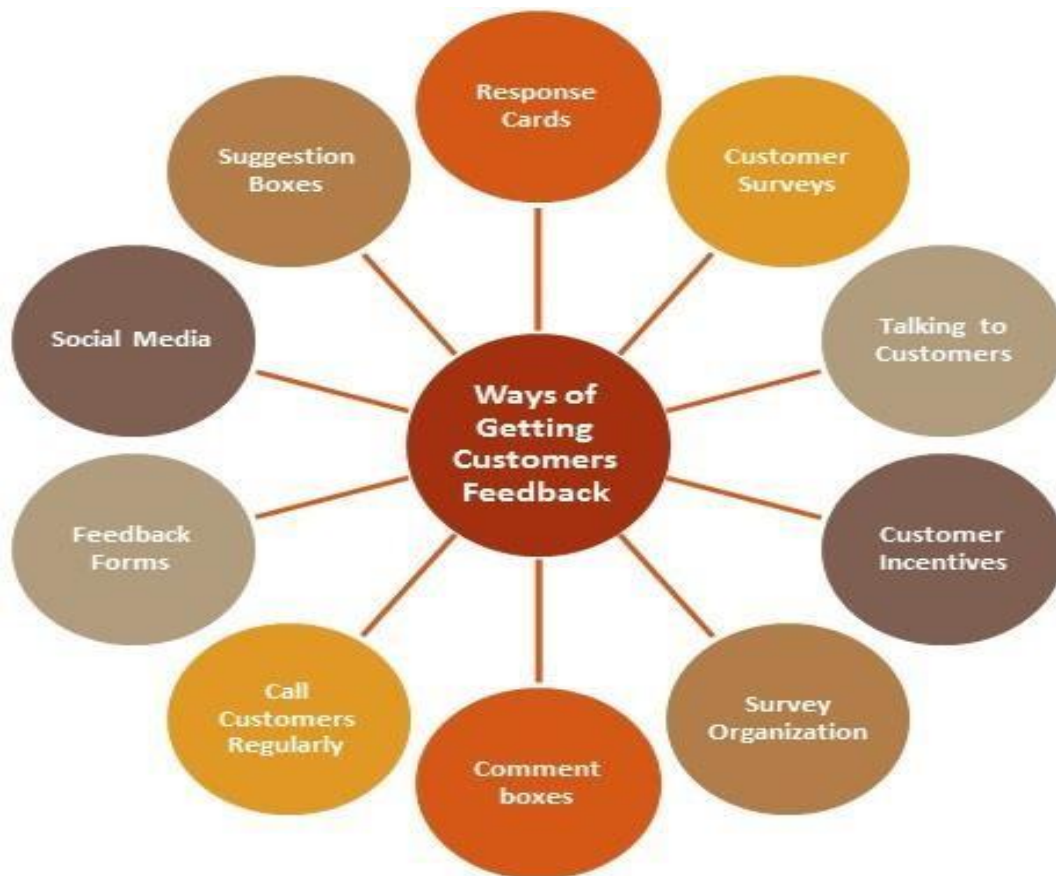 Response
Cards
Customer
Surveys
Talking to
Customers
Customer
Incentives
Survey
Organization
Comment
boxes
Call
Customers
Regularly
Feedback
Forms
Social Media
Suggestion
Boxes
Ways of
Getting
Customers
Feedback